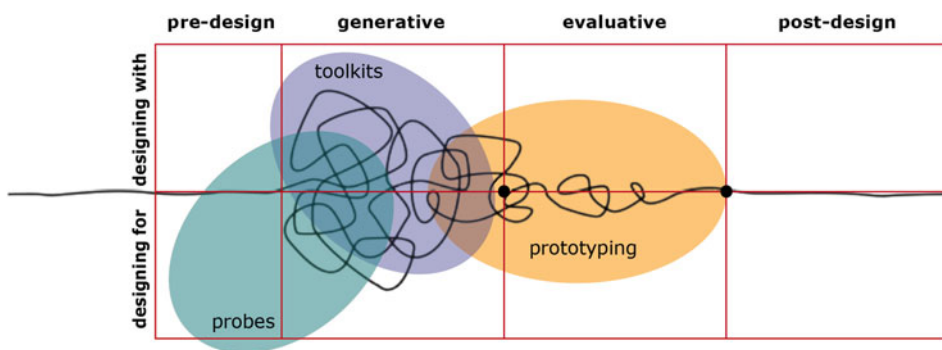 pre-design generative evaluative post-design
designing with
toolkits
designing for
prototyping
probes